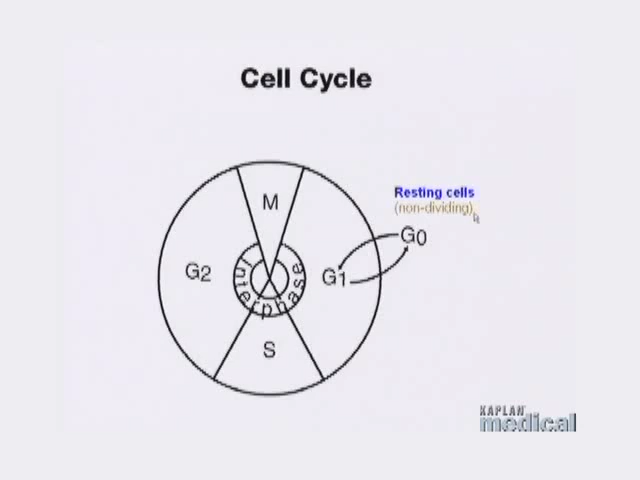 Cell Cycle
M
Resting cells
(non-dividing)
G0
G2
Interphase
G1
S
KAPLAN
medical